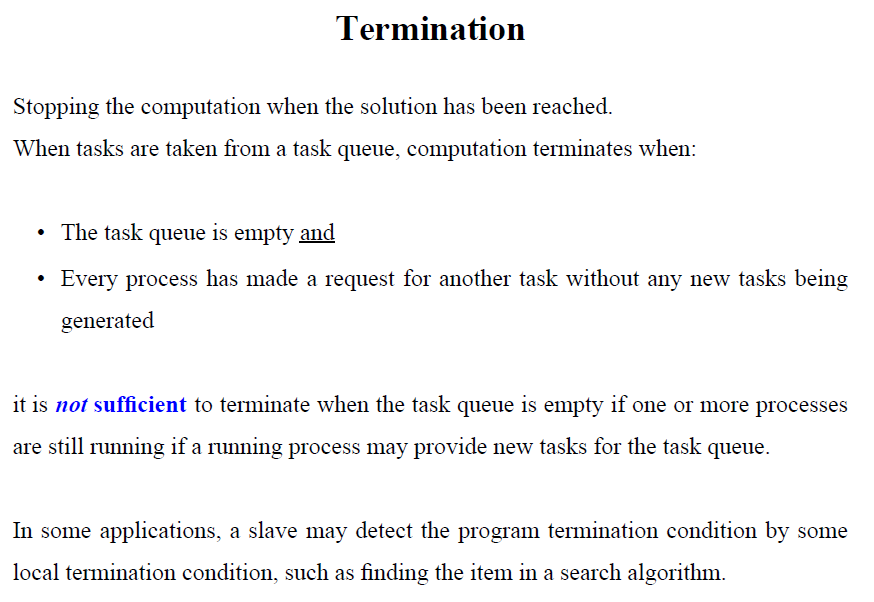 Termination
Stopping the computation when the solution has been reached.
When tasks are taken from a task queue, computation terminates when:
• The task queue is empty and
• Every process has made a request for another task without any new tasks being
generated
it is not sufficient to terminate when the task queue is empty if one or more processes
are still running if a running process may provide new tasks for the task queue.
In some applications, a slave may detect the program termination condition by some
local termination condition, such as finding the item in a search algorithm.